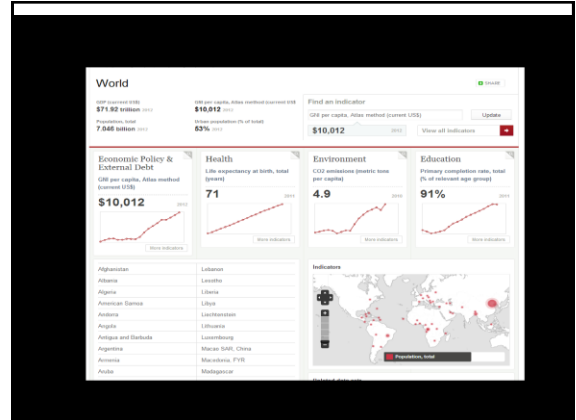 World
SHARE
GDP (current US$)
$71.92 trillion 2012
GNI per capita, Atlas method (current US$
$10,012 2012
Population, total
7.046 billion 2012
Urban population (% of total)
53% 2012
Find an indicator
GNI per capita, Atlas method (current US$)
Update
$10,012 2012
View all indicators
Economic Policy &
External Debt
GNI per capita, Atlas method
(current US$)
$10,012 2012
More indicators
Health
Life expectancy at birth, total
(years)
71
More indicators
Environment
CO2 emissions (metric tons
per capita)
4.9
More indicators
Education
Primary completion rate, total
(% of relevant age group)
91%
More indicators
Afghanistan
Albania
Algeria
American Samoa
Andorra
Angola
Antigua and Barbuda
Argentina
Armenia
Aruba
Lebanon
Lesotho
Liberia
Libya
Liechtenstein
Lithuania
Luxembourg
Macao SAR, China
Macedonia, FYR
Madagascar
Indicators
Population, total